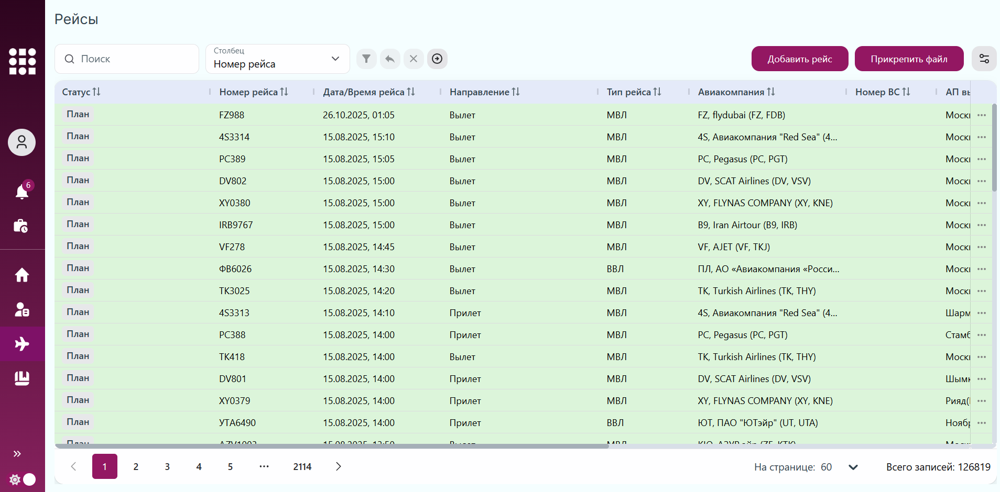 Рейсы
Поиск
Столбец
Номер рейса
Добавить рейс
Прикрепить файл
Статус Номер рейса Дата/Время рейса Направление Тип рейса Авиакомпания Номер ВС АП вы
План FZ988 26.10.2025, 01:05 Вылет МВЛ FZ, flydubai (FZ, FDB) Моск
План 4S3314 15.08.2025, 15:10 Вылет МВЛ 4S, Авиакомпания "Red Sea" (4... Моск
План PC389 15.08.2025, 15:05 Вылет МВЛ PC, Pegasus (PC, PGT) Моск
План DV802 15.08.2025, 15:00 Вылет МВЛ DV, SCAT Airlines (DV, VSV) Моск
6
План XY0380 15.08.2025, 15:00 Вылет МВЛ XY, FLYNAS COMPANY (XY, KNE) Моск
План IRB9767 15.08.2025, 15:00 Вылет МВЛ B9, Iran Airtour (B9, IRB) Моск
План VF278 15.08.2025, 14:45 Вылет МВЛ VF, AJET (VF, TKJ) Моск
План ФВ6026 15.08.2025, 14:30 Вылет ВВЛ ПЛ, АО «Авиакомпания «Росси... Моск
План TK3025 15.08.2025, 14:20 Вылет МВЛ TK, Turkish Airlines (TK, THY) Моск
План 4S3313 15.08.2025, 14:10 Прилет МВЛ 4S, Авиакомпания "Red Sea" (4... Шарм
План PC388 15.08.2025, 14:00 Прилет МВЛ PC, Pegasus (PC, PGT) Стамб
План TK418 15.08.2025, 14:00 Вылет МВЛ TK, Turkish Airlines (TK, THY) Моск
План DV801 15.08.2025, 14:00 Прилет МВЛ DV, SCAT Airlines (DV, VSV) Шымк
План XY0379 15.08.2025, 14:00 Прилет МВЛ XY, FLYNAS COMPANY (XY, KNE) Рияд(
План УТА6490 15.08.2025, 14:00 Прилет ВВЛ ЮТ, ПАО "ЮТэйр" (UT, UTA) Ноябр
1 2 3 4 5 ... 2114
На странице: 60
Всего записей: 126819